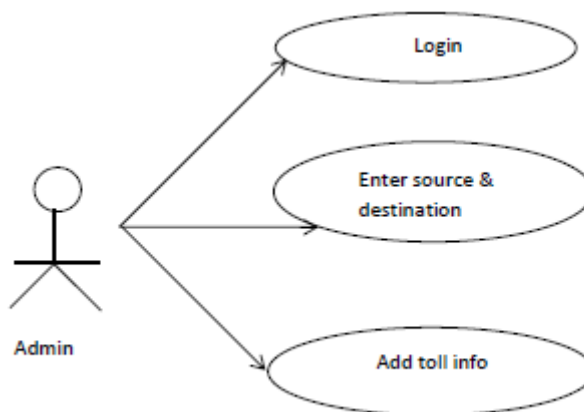 Login
Enter source &
destination
Admin
Add toll info